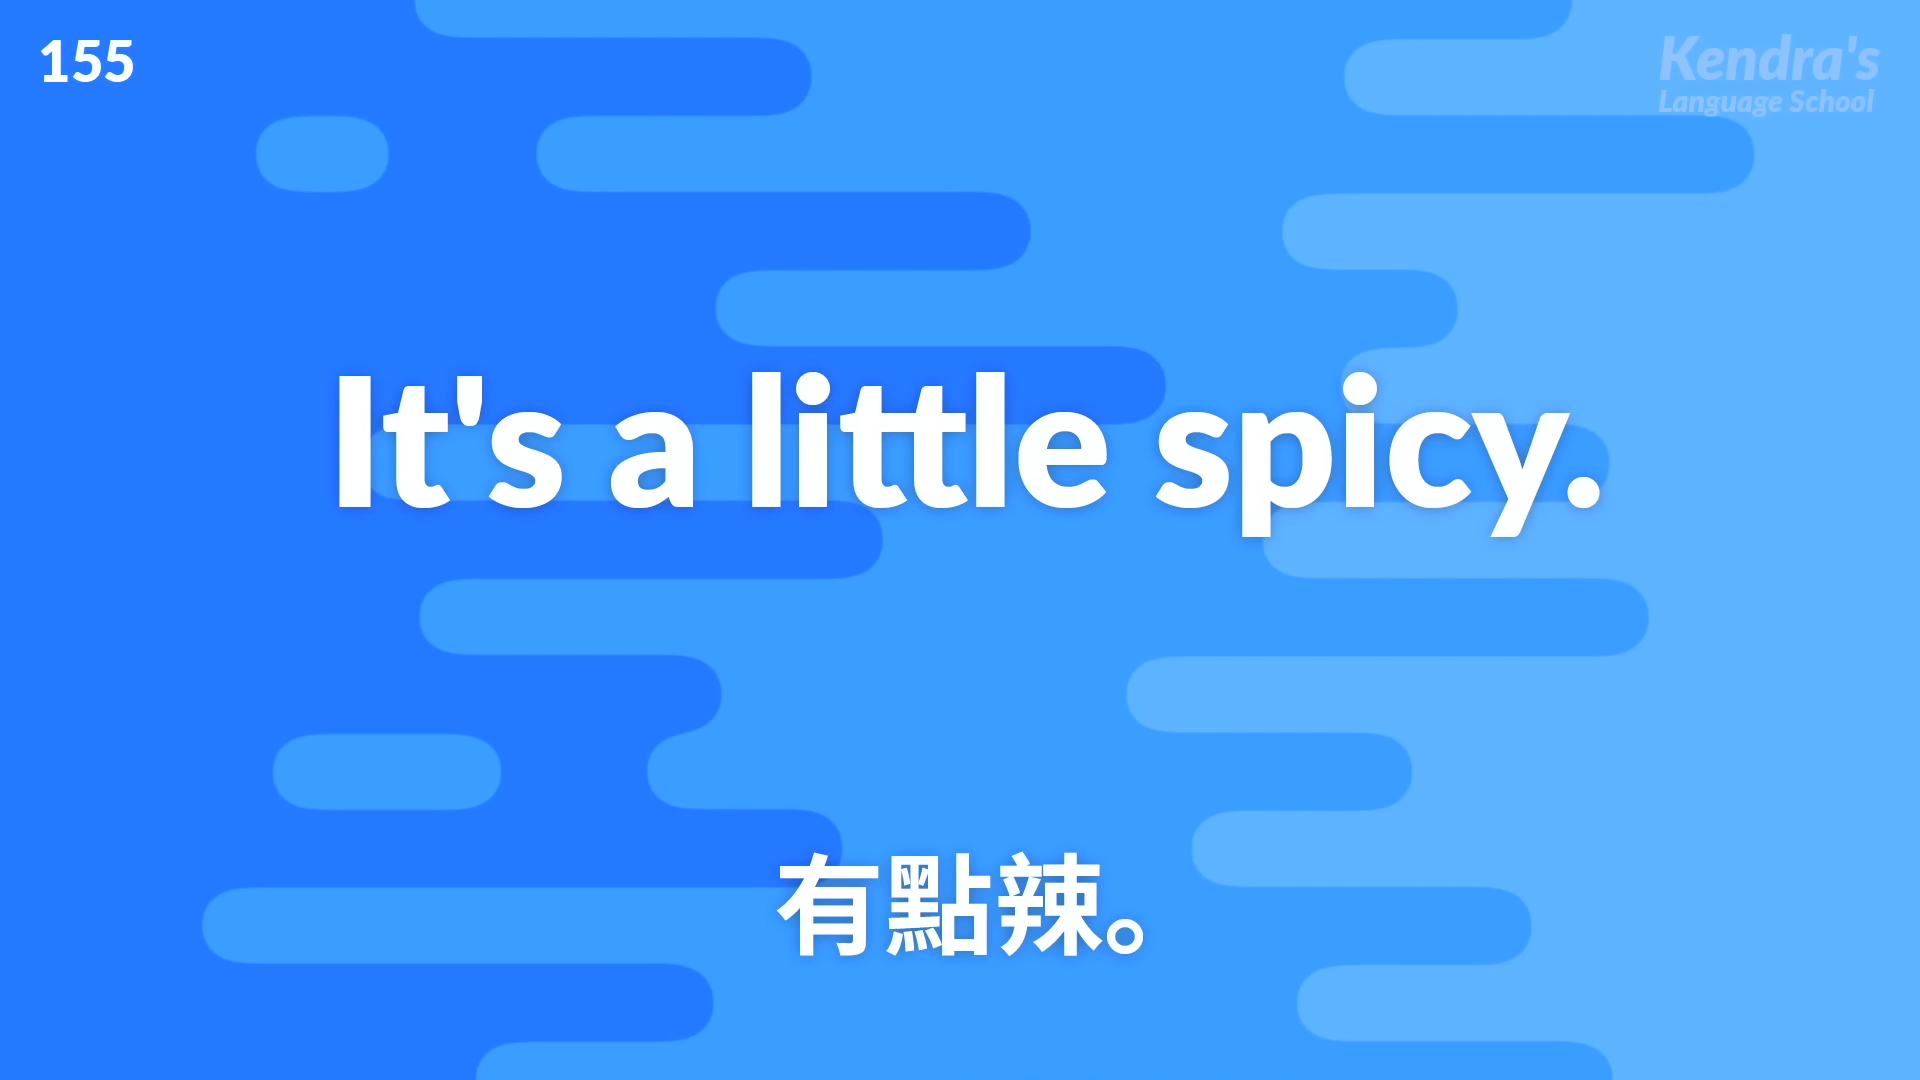 155
Kendra's
Language School
It's a little spicy.
有點辣。